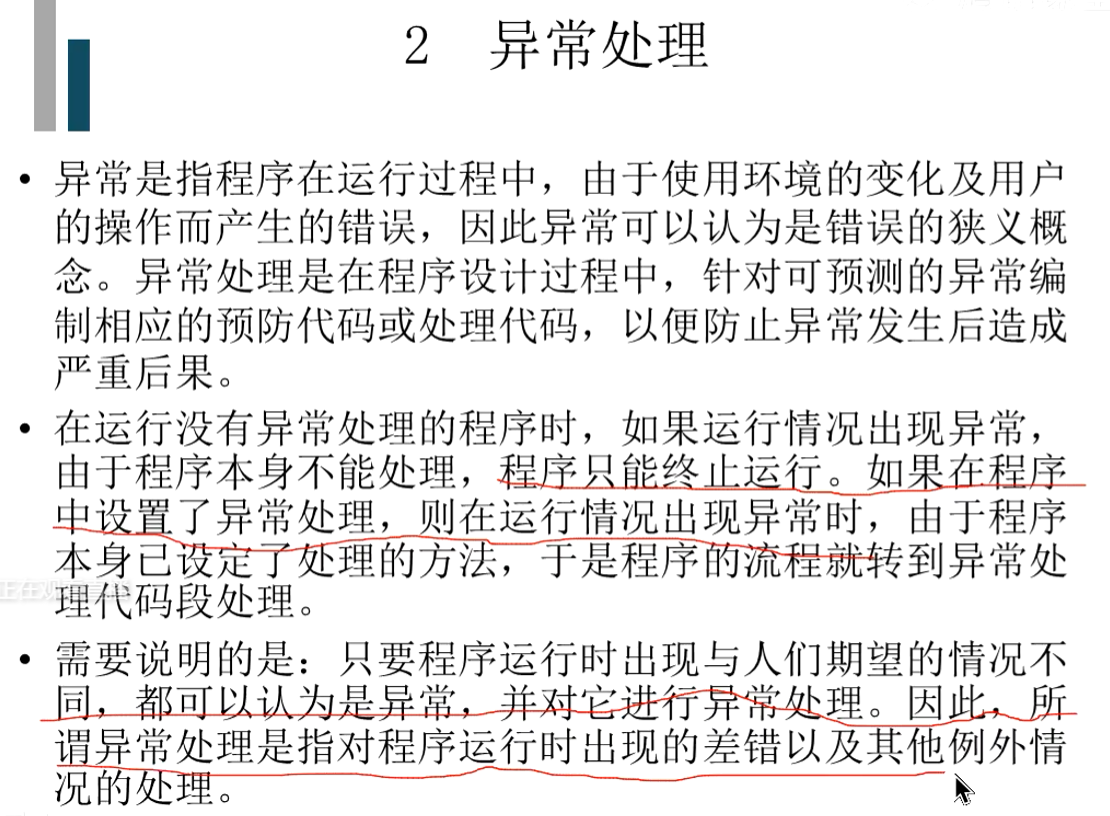 2 异常处理
• 异常是指程序在运行过程中，由于使用环境的变化及用户
的操作而产生的错误，因此异常可以认为是错误的狭义概
念。异常处理是在程序设计过程中，针对可预测的异常编
制相应的预防代码或处理代码，以便防止异常发生后造成
严重后果。
• 在运行没有异常处理的程序时，如果运行情况出现异常，
由于程序本身不能处理，程序只能终止运行。如果在程序
中设置了异常处理，则在运行情况出现异常时，由于程序
本身已设定了处理的方法，于是程序的流程就转到异常处
理代码段处理。
• 需要说明的是：只要程序运行时出现与人们期望的情况不
同，都可以认为是异常，并对它进行异常处理。因此，所
谓异常处理是指对程序运行时出现的差错以及其他例外情
况的处理。